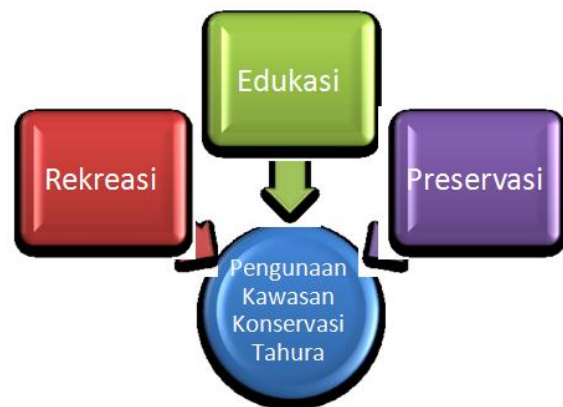 Edukasi
Rekreasi
Preservasi
Pengunaan
Kawasan
Konservasi
Tahura